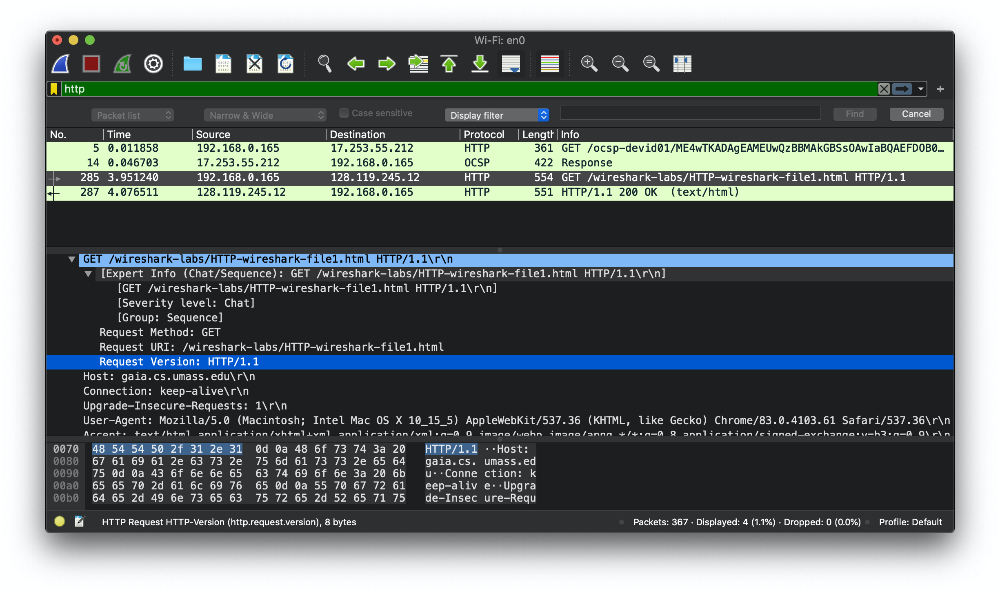 Wi-Fi: en0
http
Packet list Narrow & Wide Case sensitive Display filter Find Cancel
No. Time Source Destination Protocol Length Info
5 0.011858 192.168.0.165 17.253.55.212 HTTP 361 GET /ocsp-devid01/ME4wTKADAgEAMEUwQzBBMAkGBSsOAwIaBQAEFDOB0…
14 0.046703 17.253.55.212 192.168.0.165 OCSP 422 Response
285 3.951240 192.168.0.165 128.119.245.12 HTTP 554 GET /wireshark-labs/HTTP-wireshark-file1.html HTTP/1.1
287 4.076511 128.119.245.12 192.168.0.165 HTTP 551 HTTP/1.1 200 OK  (text/html)
GET /wireshark-labs/HTTP-wireshark-file1.html HTTP/1.1\r\n
[Expert Info (Chat/Sequence): GET /wireshark-labs/HTTP-wireshark-file1.html HTTP/1.1\r\n]
[GET /wireshark-labs/HTTP-wireshark-file1.html HTTP/1.1\r\n]
[Severity level: Chat]
[Group: Sequence]
Request Method: GET
Request URI: /wireshark-labs/HTTP-wireshark-file1.html
Request Version: HTTP/1.1
Host: gaia.cs.umass.edu\r\n
Connection: keep-alive\r\n
Upgrade-Insecure-Requests: 1\r\n
User-Agent: Mozilla/5.0 (Macintosh; Intel Mac OS X 10_15_5) AppleWebKit/537.36 (KHTML, like Gecko) Chrome/83.0.4103.61 Safari/537.36\r\n
Accept: text/html,application/xhtml+xml,application/xml;q=0.9,image/webp,image/apng,*/*;q=0.8,application/signed-exchange;v=b3;q=0.9\r\n
0070 48 54 54 50 2f 31 2e 31 0d 0a 48 6f 73 74 3a 20 HTTP/1.1 ··Host:
0080 67 61 69 61 2e 63 73 2e 75 6d 61 73 73 2e 65 64 gaia.cs. umass.ed
0090 75 0d 0a 43 6f 6e 6e 65 63 74 69 6f 6e 3a 20 6b u··Conne ction: k
00a0 65 65 70 2d 61 6c 69 76 65 0d 0a 55 70 67 72 61 eep-aliv e··Upgra
00b0 64 65 2d 49 6e 73 65 63 75 72 65 2d 52 65 71 75 de-Insec ure-Requ
HTTP Request HTTP-Version (http.request.version), 8 bytes Packets: 367 · Displayed: 4 (1.1%) · Dropped: 0 (0.0%) Profile: Default